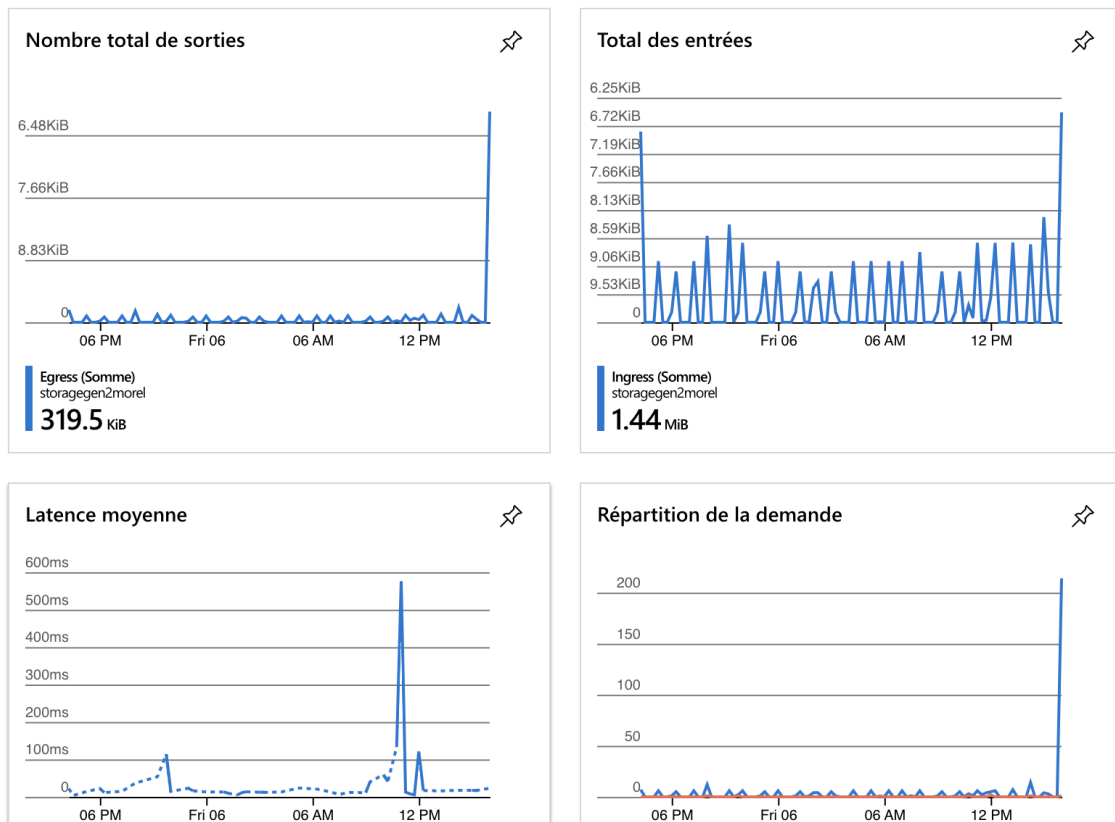 Nombre total de sorties
6.48KiB
7.66KiB
8.83KiB
0
06 PM
Fri 06
06 AM
12 PM
Egress (Somme)
storagegen2morel
319.5 KiB
Total des entrées
6.25KiB
6.72KiB
7.19KiB
7.66KiB
8.13KiB
8.59KiB
9.06KiB
9.53KiB
0
06 PM
Fri 06
06 AM
12 PM
Ingress (Somme)
storagegen2morel
1.44 MiB
Latence moyenne
600ms
500ms
400ms
300ms
200ms
100ms
0
06 PM
Fri 06
06 AM
12 PM
Répartition de la demande
200
150
100
50
0
06 PM
Fri 06
06 AM
12 PM